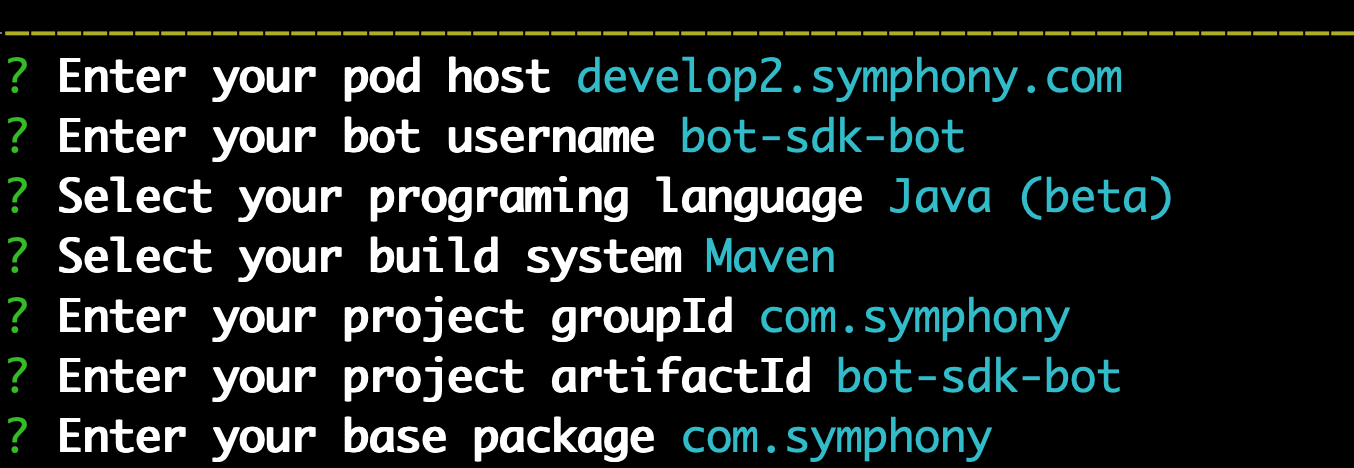 ? Enter your pod host develop2.symphony.com
? Enter your bot username bot-sdk-bot
? Select your programing language Java (beta)
? Select your build system Maven
? Enter your project groupId com.symphony
? Enter your project artifactId bot-sdk-bot
? Enter your base package com.symphony